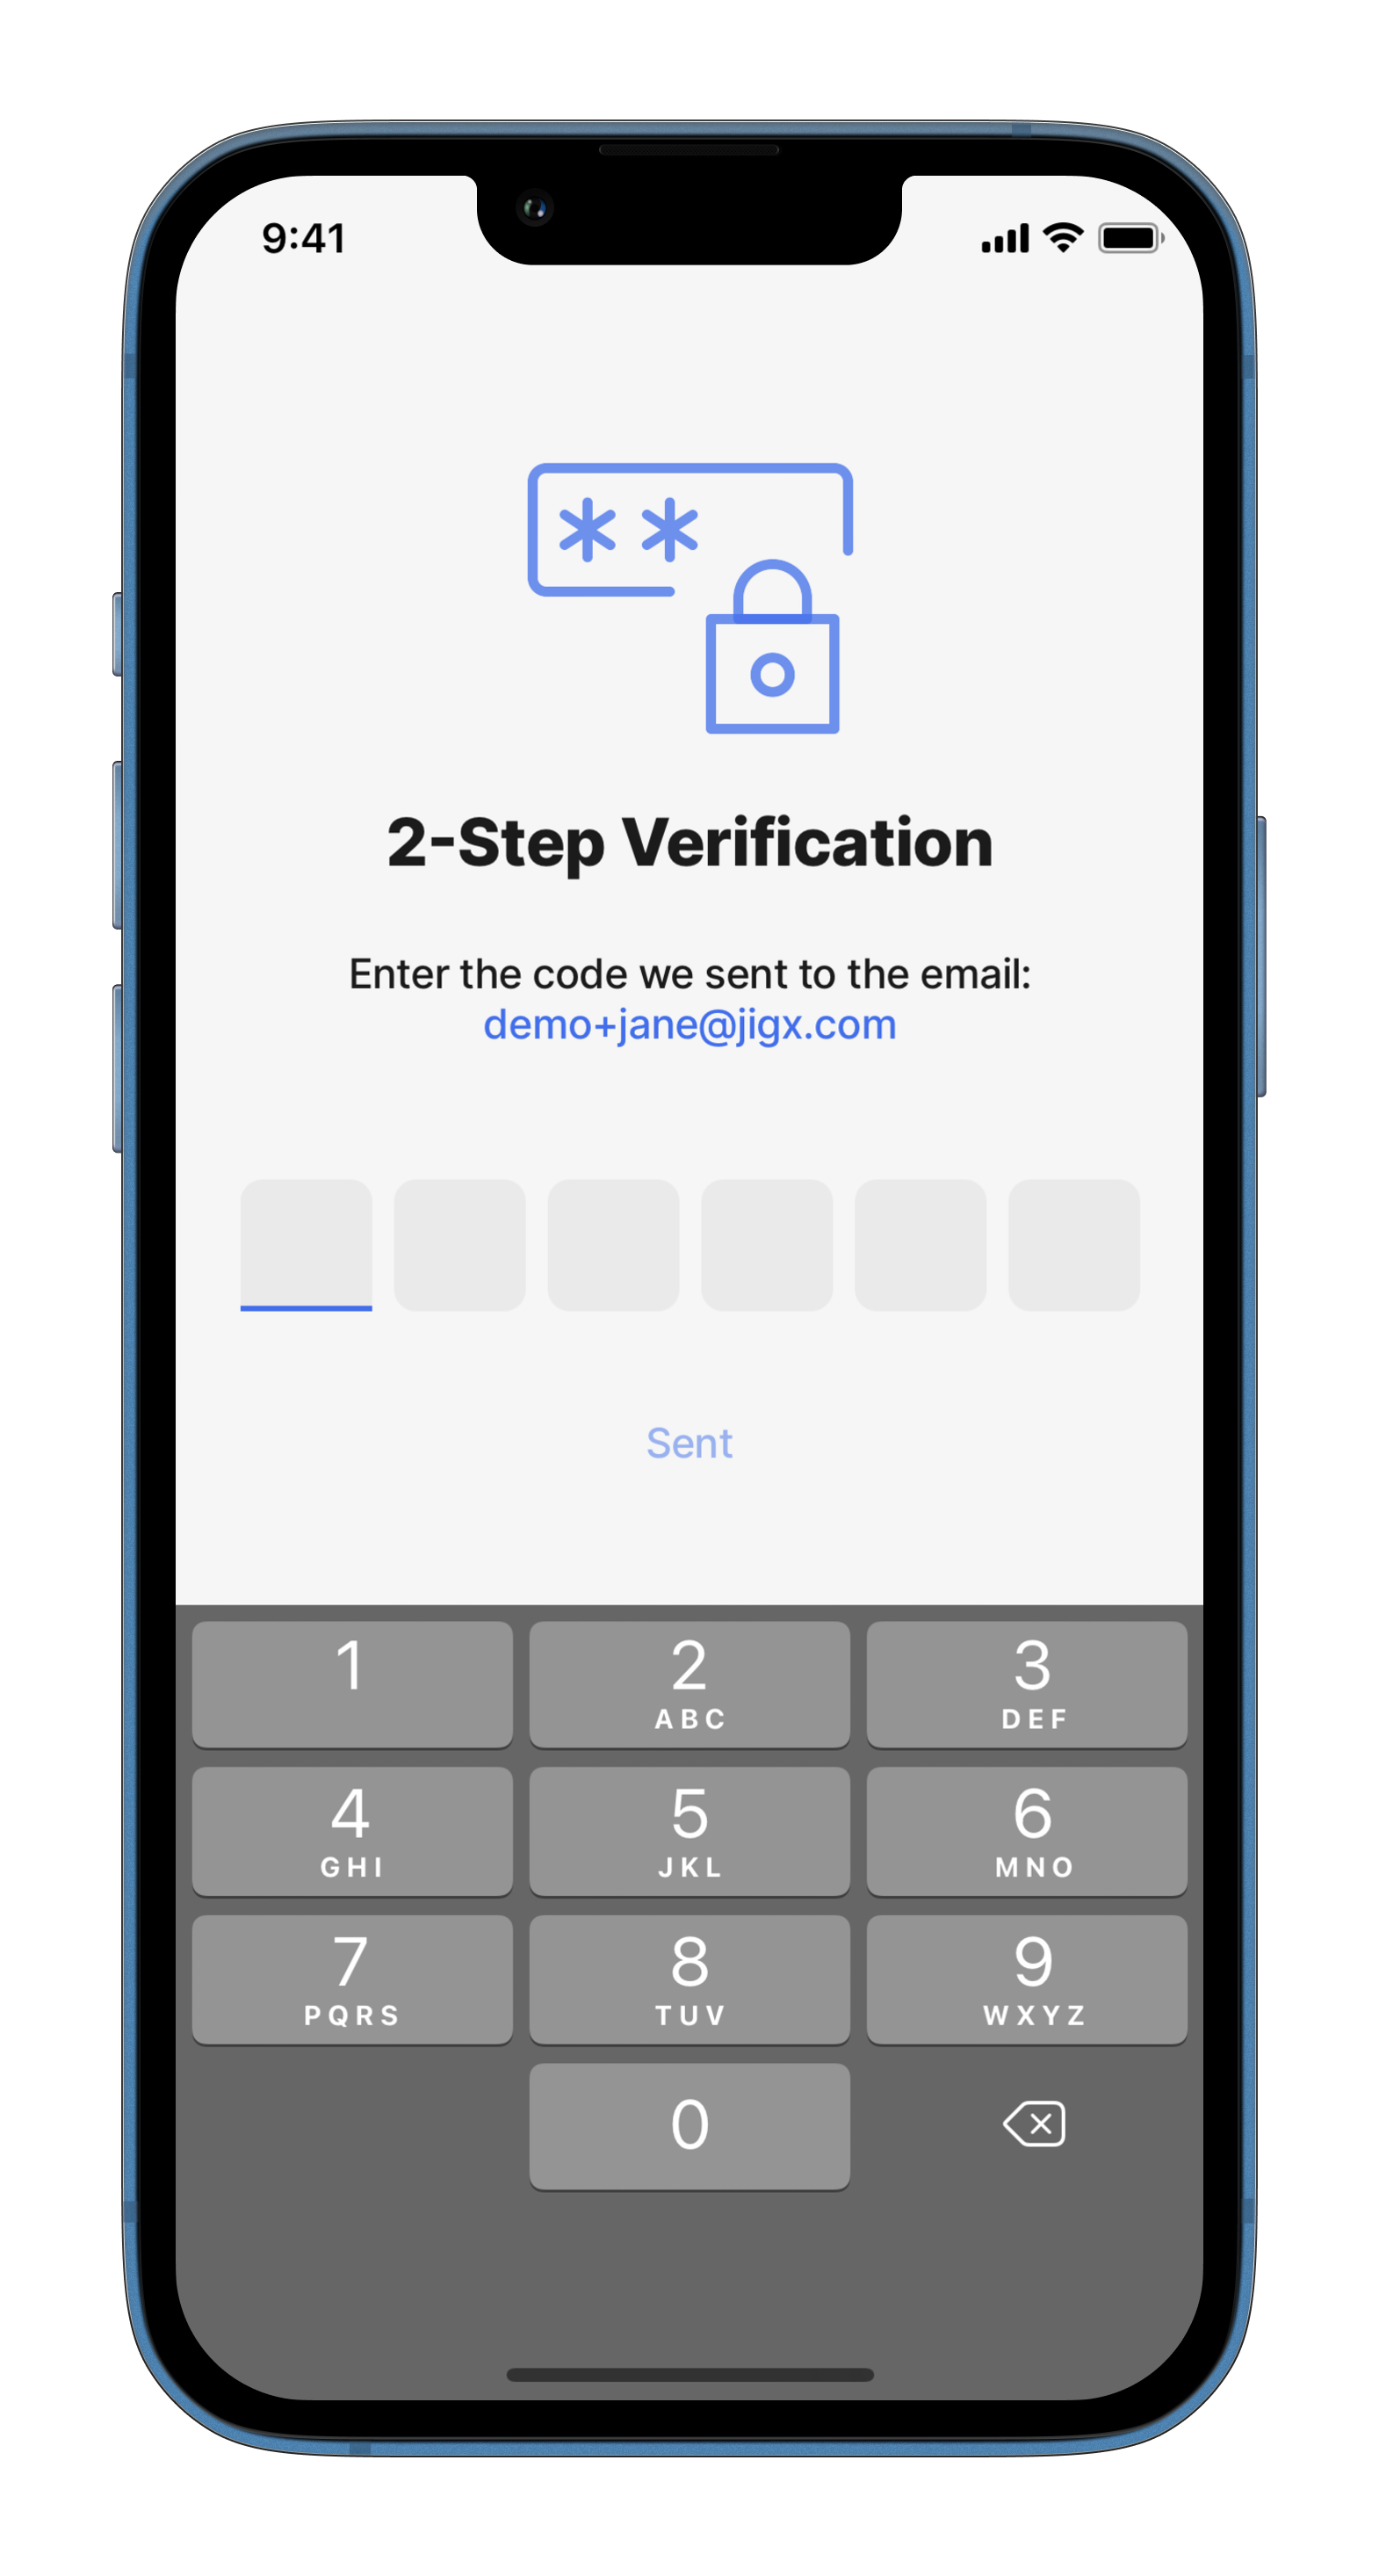 9:41
2-Step Verification
Enter the code we sent to the email:
demo+jane@jigx.com
Sent
1
2
ABC
3
DEF
4
GHI
5
JKL
6
MNO
7
PQRS
8
TUV
9
WXYZ
0